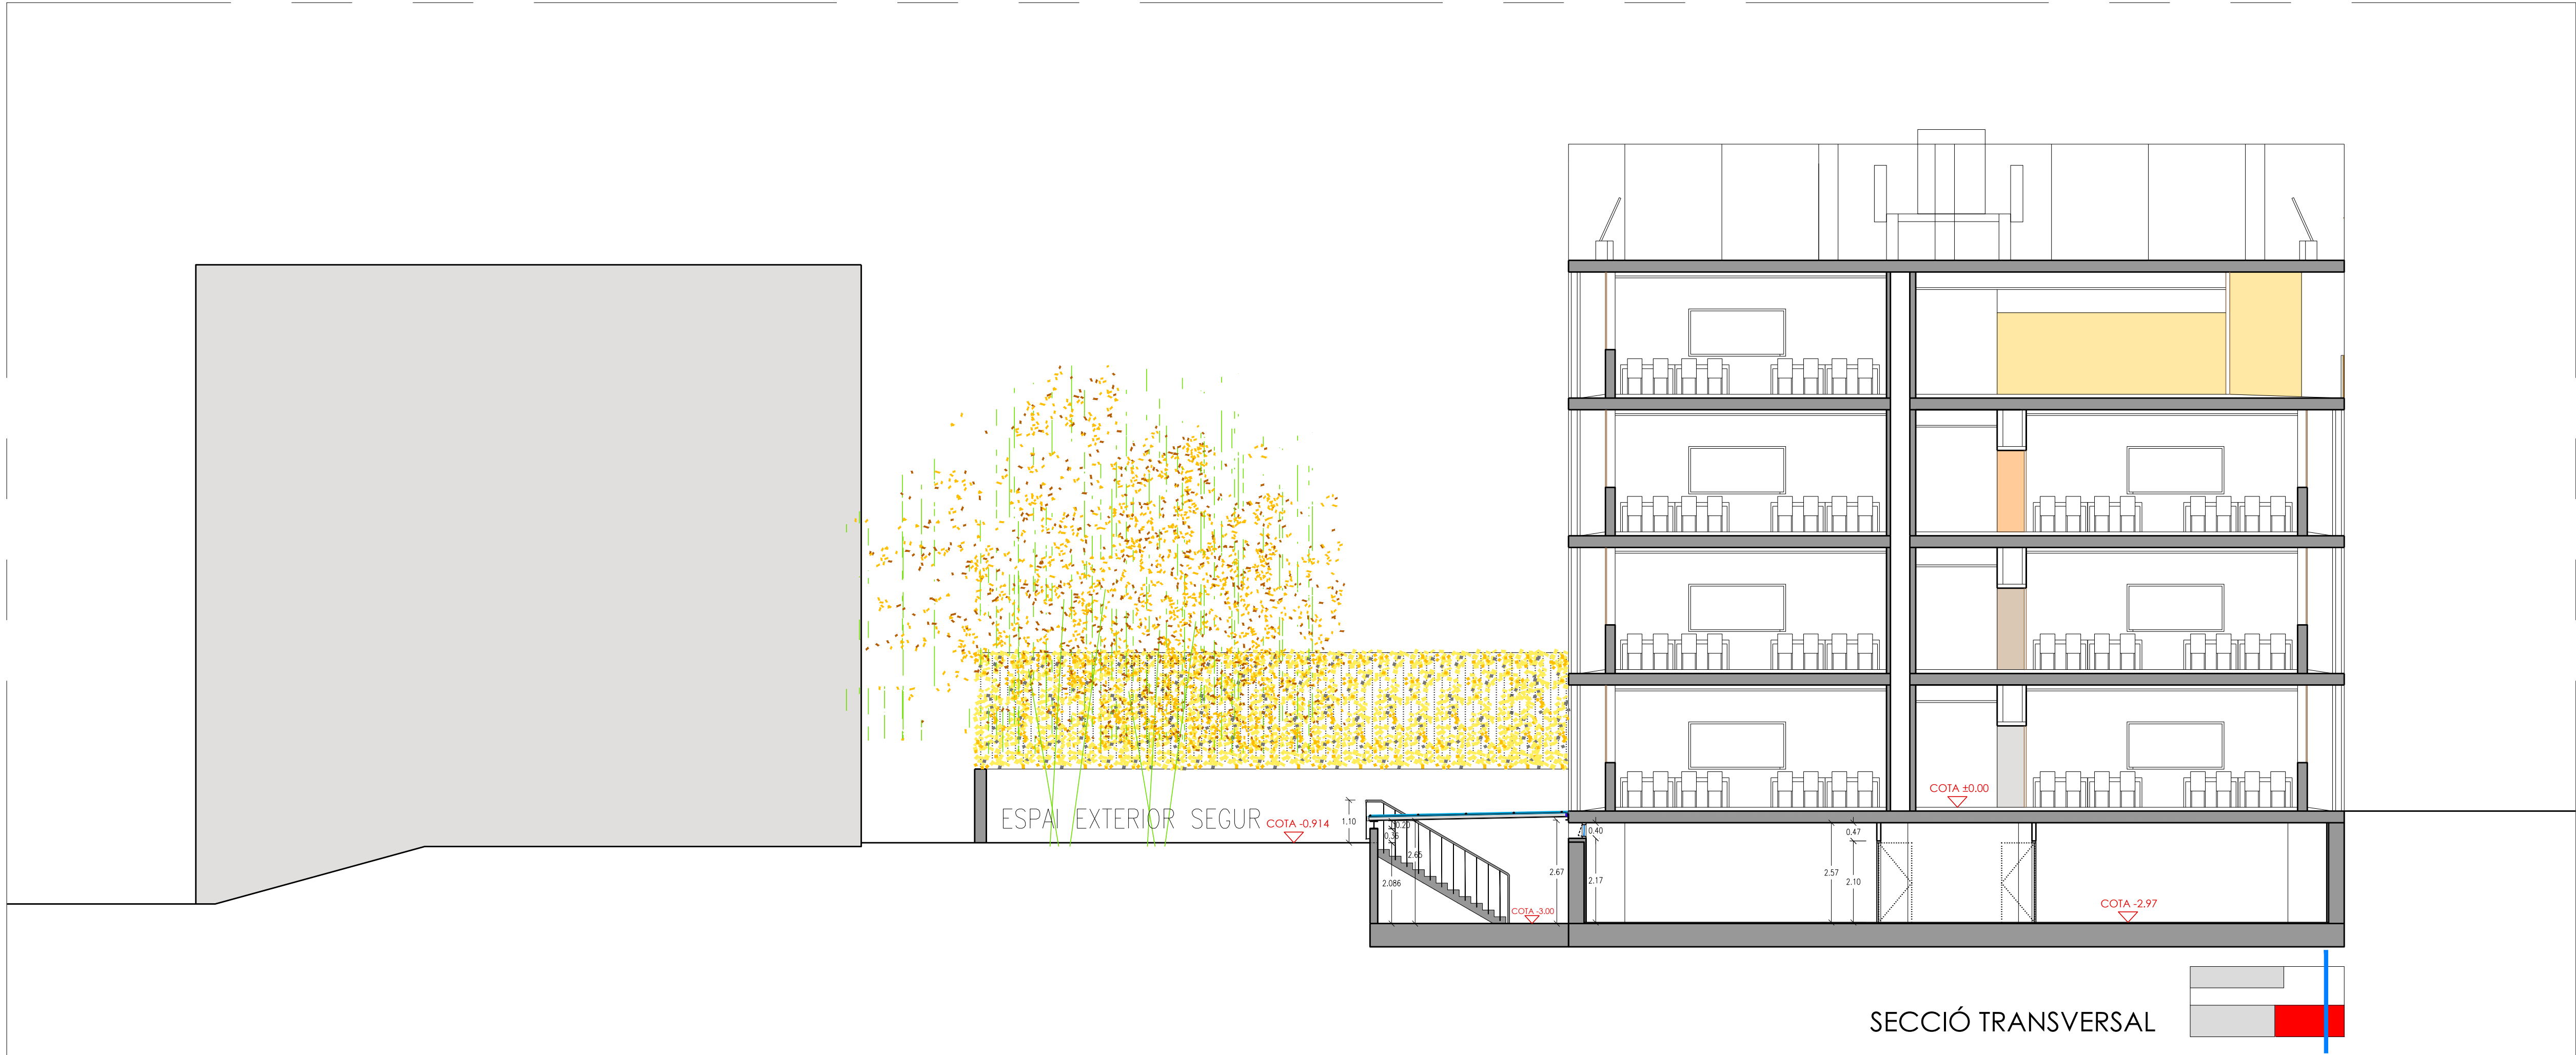 COTA ±0.00
ESPAI EXTERIOR SEGUR
COTA -0.914
1,10
0.20
0,35
2.65
2.086
2.67
0.40
2.17
0.47
2.57
2.10
COTA -3.00
COTA -2.97
SECCIÓ TRANSVERSAL